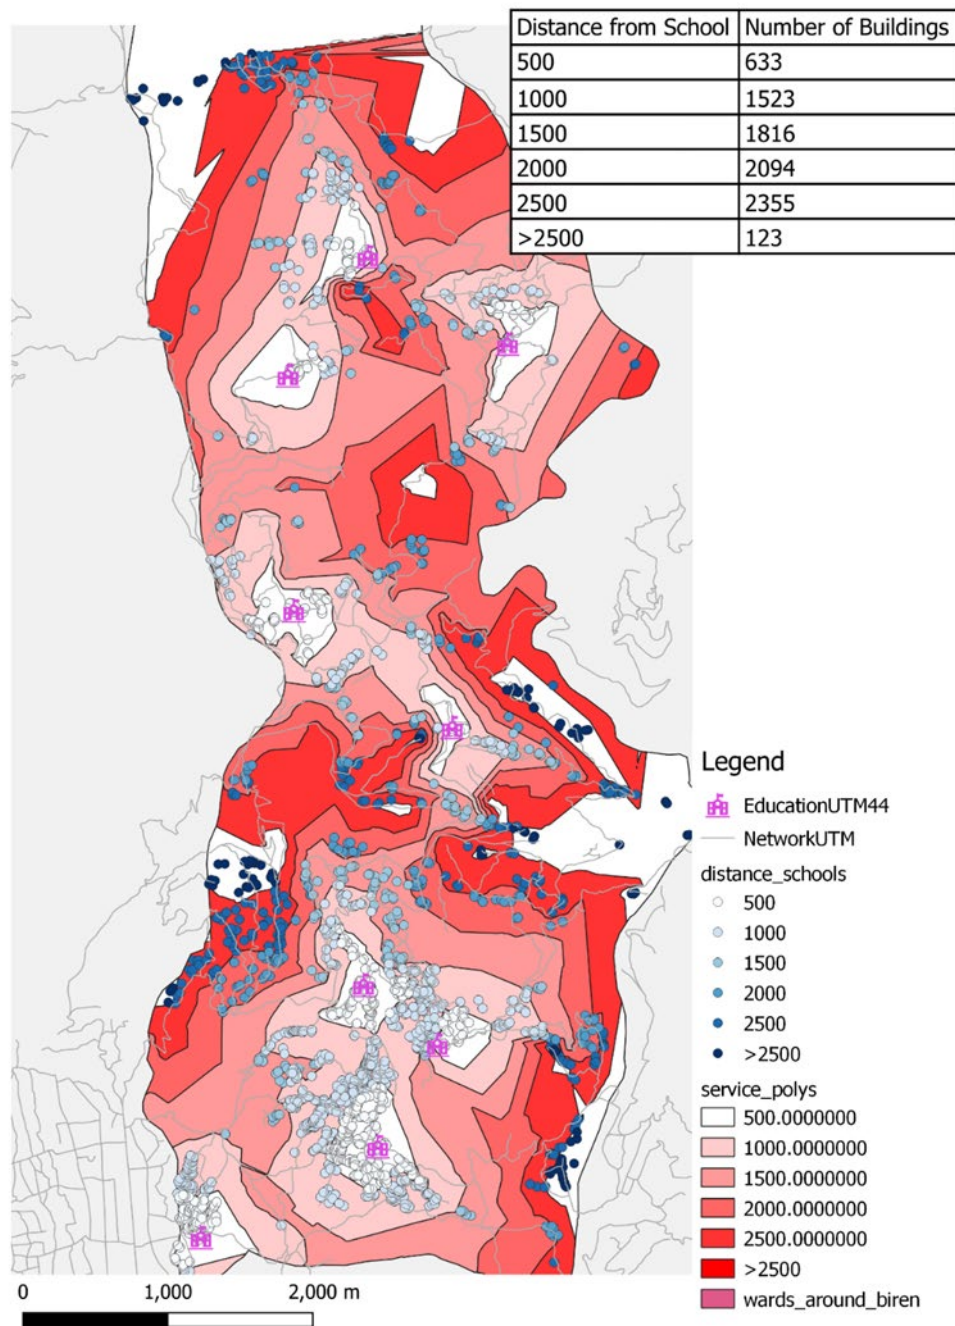 Distance from School Number of Buildings
500 633
1000 1523
1500 1816
2000 2094
2500 2355
>2500 123
Legend
EducationUTM44
NetworkUTM
distance_schools
500
1000
1500
2000
2500
>2500
service_polys
500.0000000
1000.0000000
1500.0000000
2000.0000000
2500.0000000
>2500
wards_around_biren
0 1,000 2,000 m